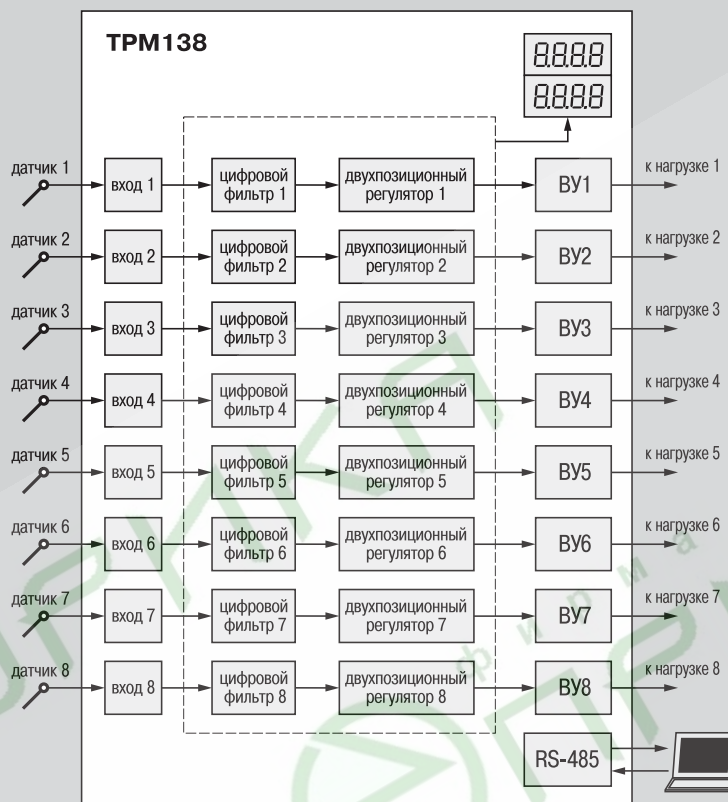 ТРМ138
8.8.8.8
8.8.8.8
датчик 1
вход 1
цифровой
фильтр 1
двухпозиционный
регулятор 1
ВУ1
к нагрузке 1
датчик 2
вход 2
цифровой
фильтр 2
двухпозиционный
регулятор 2
ВУ2
к нагрузке 2
датчик 3
вход 3
цифровой
фильтр 3
двухпозиционный
регулятор 3
ВУ3
к нагрузке 3
датчик 4
вход 4
цифровой
фильтр 4
двухпозиционный
регулятор 4
ВУ4
к нагрузке 4
датчик 5
вход 5
цифровой
фильтр 5
двухпозиционный
регулятор 5
ВУ5
к нагрузке 5
датчик 6
вход 6
цифровой
фильтр 6
двухпозиционный
регулятор 6
ВУ6
к нагрузке 6
датчик 7
вход 7
цифровой
фильтр 7
двухпозиционный
регулятор 7
ВУ7
к нагрузке 7
датчик 8
вход 8
цифровой
фильтр 8
двухпозиционный
регулятор 8
ВУ8
к нагрузке 8
RS-485
фирма